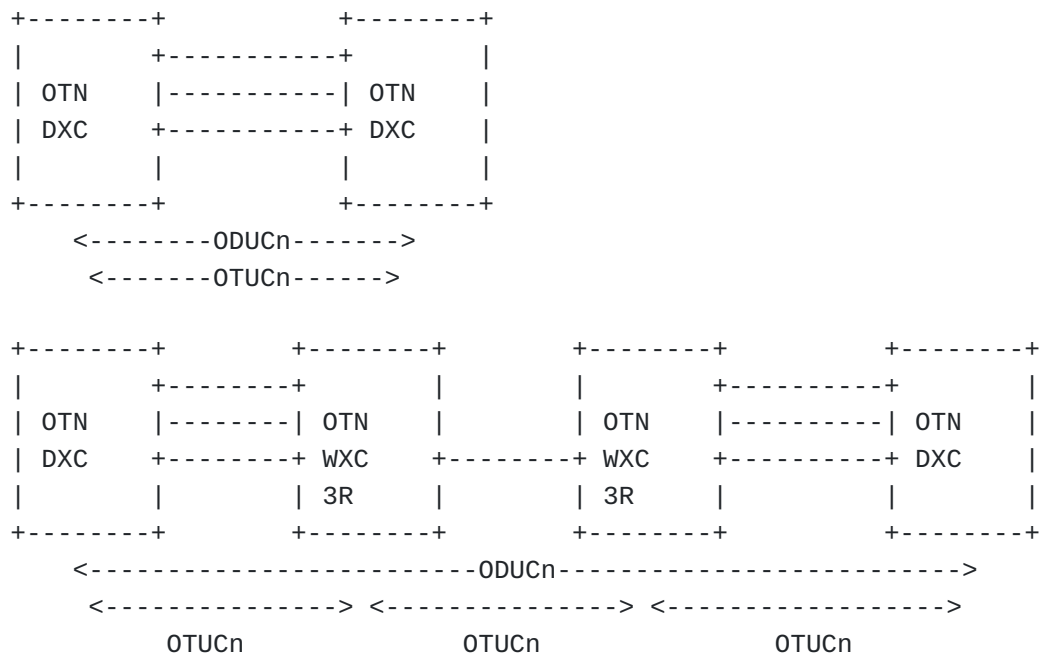 +--------+           +--------+
|        +-----------+        |
| OTN    |-----------| OTN    |
| DXC    +-----------+ DXC    |
|        |           |        |
+--------+           +--------+
    <--------ODUCn------->
     <-------OTUCn------>

+--------+        +--------+        +--------+          +--------+
|        +--------+        |        |        +----------+        |
| OTN    |--------| OTN    |        | OTN    |----------| OTN    |
| DXC    +--------+ WXC    +--------+ WXC    +----------+ DXC    |
|        |        | 3R     |        | 3R     |          |        |
+--------+        +--------+        +--------+          +--------+
    <-------------------------ODUCn-------------------------->
     <---------------> <---------------> <------------------>
          OTUCn              OTUCn               OTUCn